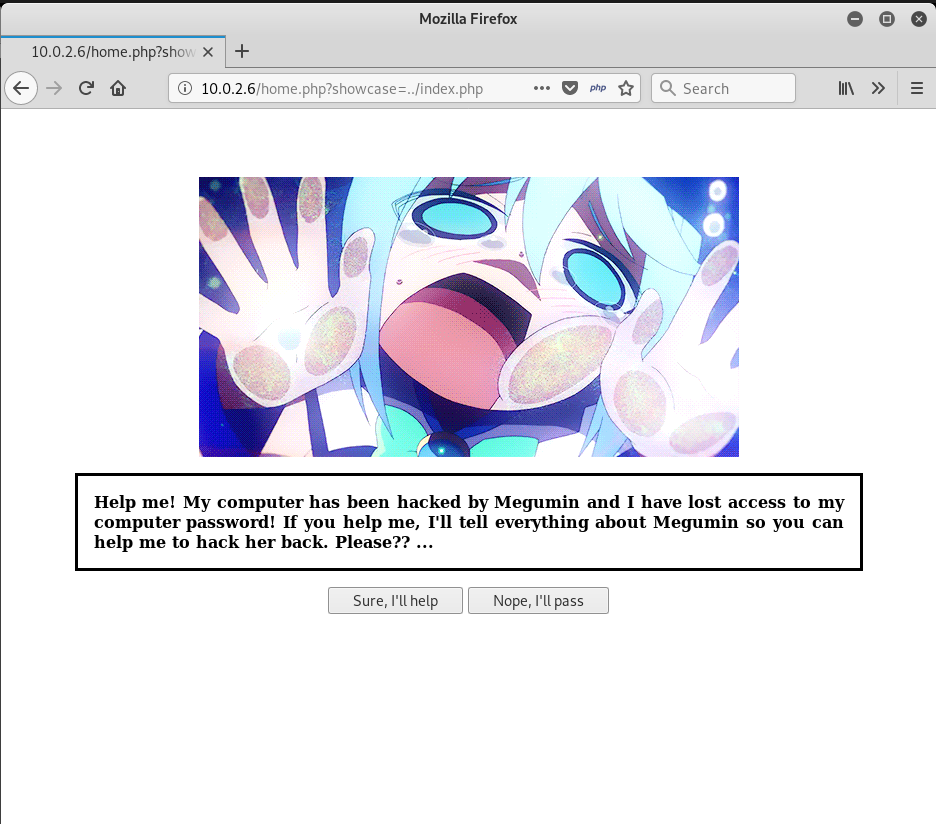 Mozilla Firefox
10.0.2.6/home.php?show
10.0.2.6/home.php?showcase=../index.php
php
Search
Help me! My computer has been hacked by Megumin and I have lost access to my
computer password! If you help me, I'll tell everything about Megumin so you can
help me to hack her back. Please?? ...
Sure, I'll help
Nope, I'll pass